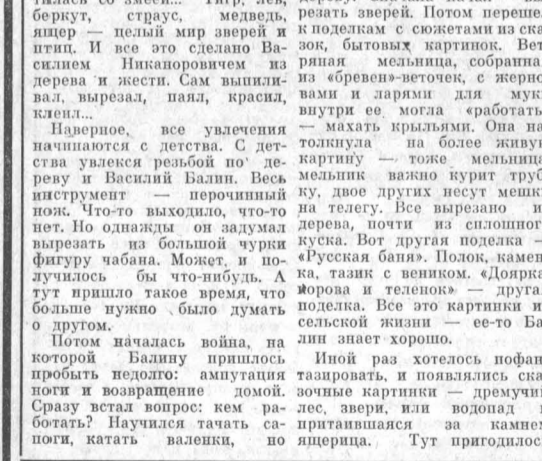 беркут, страус, медведь,
ящер — целый мир зверей и
птиц. И все это сделано Ва-
силием Никаноровичем из
дерева и жести. Сам выпили-
вал, вырезал, паял, красил,
клеил...
Наверное, все увлечения
начинаются с детства. С дет-
ства увлекся резьбой по де-
реву и Василий Балин. Весь
инструмент — перочинный
нож. Что-то выходило, что-то
нет. Но однажды он задумал
вырезать из большой чурки
фигуру чабана. Может, и по-
лучилось бы что-нибудь. А
тут пришло такое время, что
больше нужно было думать
о другом.
Потом началась война, на
которой Балину пришлось
пробыть недолго: ампутация
ноги и возвращение домой.
Сразу встал вопрос: кем ра-
ботать? Научился тачать са-
поги, катать валенки, но
резать зверей. Потом переше
к поделкам с сюжетами из ска
зок, бытовых картинок. Вет
ряная мельница, собранна
из «бревен»-веточек, с жерно
вами и ларями для мук
внутри ее могла «работать
— махать крыльями. Она на
толкнула на более живу
картину — тоже мельница
мельник важно курит труб
ку, двое других несут мешк
на телегу. Все вырезано и
дерева, почти из сплошног
куска. Вот другая поделка —
«Русская баня». Полок, камен
ка, тазик с веником. «Доярка
корова и теленок» — друга
поделка. Все это картинки и
сельской жизни — ее-то Ба
лин знает хорошо.
Иной раз хотелось пофан
тазировать, и появлялись ска
зочные картинки — дремучи
лес, звери, или водопад
притаившаяся за камнем
ящерица. Тут пригодилос